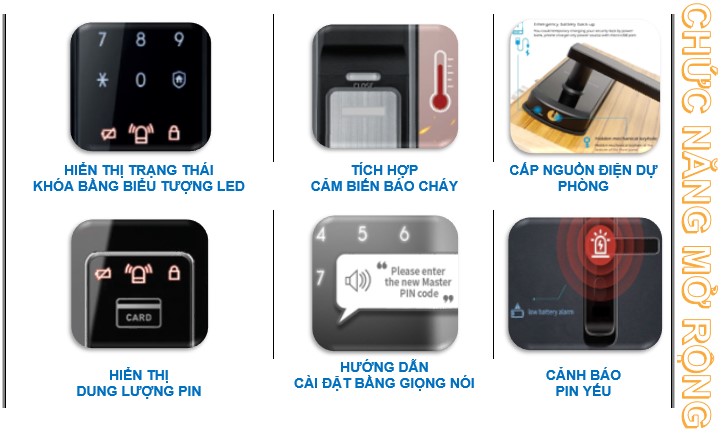 7 8 9
* 0
HIỂN THỊ TRẠNG THÁI
KHÓA BẰNG BIỂU TƯỢNG LED
CLOSE
TÍCH HỢP
CẢM BIẾN BÁO CHÁY
Emergency battery back-up
Hidden mechanical keyhole
CẤP NGUỒN ĐIỆN DỰ
PHÒNG
CARD
HIỂN THỊ
DUNG LƯỢNG PIN
4 5 6
7
❝ Please enter
the new Master
PIN code ❞
HƯỚNG DẪN
CÀI ĐẶT BẰNG GIỌNG NÓI
low battery alarm
CẢNH BÁO
PIN YẾU
CHỨC NĂNG MỞ RỘNG